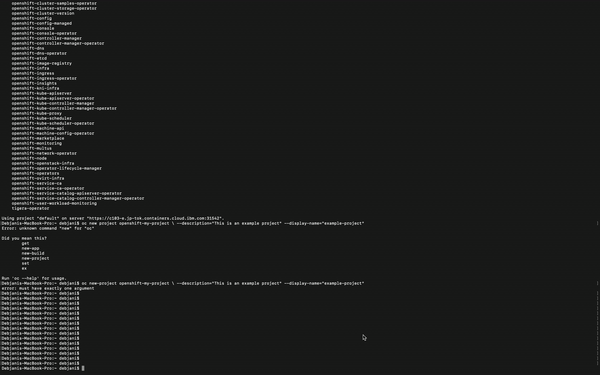 openshift-cluster-samples-operator
openshift-cluster-storage-operator
openshift-cluster-version
openshift-config
openshift-config-managed
openshift-console
openshift-console-operator
openshift-controller-manager
openshift-controller-manager-operator
openshift-dns
openshift-dns-operator
openshift-etcd
openshift-image-registry
openshift-infra
openshift-ingress
openshift-ingress-operator
openshift-insights
openshift-kni-infra
openshift-kube-apiserver
openshift-kube-apiserver-operator
openshift-kube-controller-manager
openshift-kube-controller-manager-operator
openshift-kube-proxy
openshift-kube-scheduler
openshift-kube-scheduler-operator
openshift-machine-api
openshift-machine-config-operator
openshift-marketplace
openshift-monitoring
openshift-multus
openshift-network-operator
openshift-node
openshift-openstack-infra
openshift-operator-lifecycle-manager
openshift-operators
openshift-ovirt-infra
openshift-service-ca
openshift-service-ca-operator
openshift-service-catalog-apiserver-operator
openshift-service-catalog-controller-manager-operator
openshift-user-workload-monitoring
tigera-operator
Using project "default" on server "https://c103-e.jp-tok.containers.cloud.ibm.com:31542".
Debjanis-MacBook-Pro:~ debjani$ oc new project openshift-my-project \ --description="This is an example project" --display-name="example-project"
Error: unknown command "new" for "oc"
Did you mean this?
get
new-app
new-build
new-project
set
ex
Run 'oc --help' for usage.
Debjanis-MacBook-Pro:~ debjani$ oc new-project openshift-my-project \ --description="This is an example project" --display-name="example-project"
error: must have exactly one argument
Debjanis-MacBook-Pro:~ debjani$
Debjanis-MacBook-Pro:~ debjani$
Debjanis-MacBook-Pro:~ debjani$
Debjanis-MacBook-Pro:~ debjani$
Debjanis-MacBook-Pro:~ debjani$
Debjanis-MacBook-Pro:~ debjani$
Debjanis-MacBook-Pro:~ debjani$
Debjanis-MacBook-Pro:~ debjani$
Debjanis-MacBook-Pro:~ debjani$
Debjanis-MacBook-Pro:~ debjani$
Debjanis-MacBook-Pro:~ debjani$
Debjanis-MacBook-Pro:~ debjani$
Debjanis-MacBook-Pro:~ debjani$